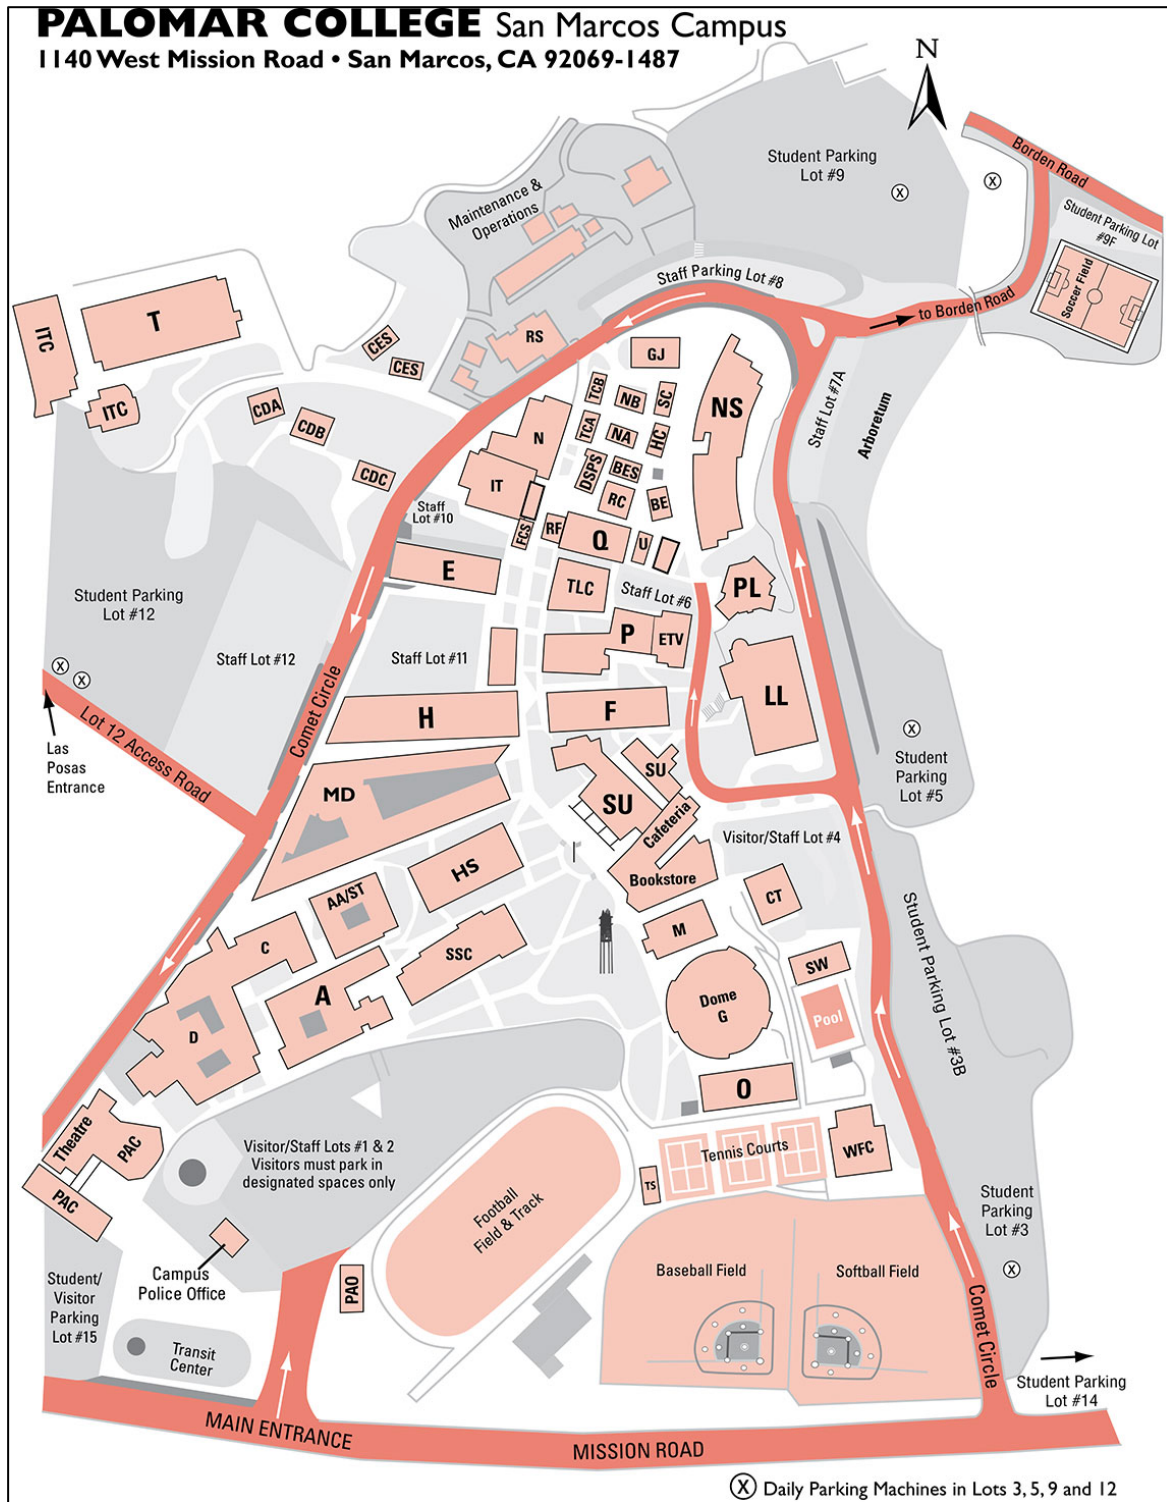 PALOMAR COLLEGE San Marcos Campus
1140 West Mission Road • San Marcos, CA 92069-1487
N
Borden Road
Student Parking
Lot #9
X
X
Student Parking Lot
#9F
Soccer Field
Maintenance &
Operations
Staff Parking Lot #8
to Borden Road
ITC
T
ITC
CES
CES
RS
GJ
NS
Staff Lot #7A
Arboretum
CDA
CDB
CDC
TCB
NB
SC
TCA
NA
HC
N
IT
DSPS
BES
RC
BE
Staff
Lot #10
FCS
RF
Q
U
E
TLC
Staff Lot #6
PL
Student Parking
Lot #12
Staff Lot #12
Staff Lot #11
P
ETV
LL
X
X
Comet Circle
Lot 12 Access Road
Las
Posas
Entrance
H
F
X
Student
Parking
Lot #5
MD
SU
SU
Cafeteria
Bookstore
Visitor/Staff Lot #4
HS
AA/ST
CT
M
C
SSC
A
D
SW
Dome
G
Pool
Student Parking Lot #3B
O
Theatre
PAC
PAC
Visitor/Staff Lots #1 & 2
Visitors must park in
designated spaces only
Tennis Courts
WFC
TS
Football
Field & Track
Student
Parking
Lot #3
X
Campus
Police Office
PAO
Baseball Field
Softball Field
Student/
Visitor
Parking
Lot #15
Transit
Center
Comet Circle
Student Parking
Lot #14
MAIN ENTRANCE
MISSION ROAD
X Daily Parking Machines in Lots 3, 5, 9 and 12